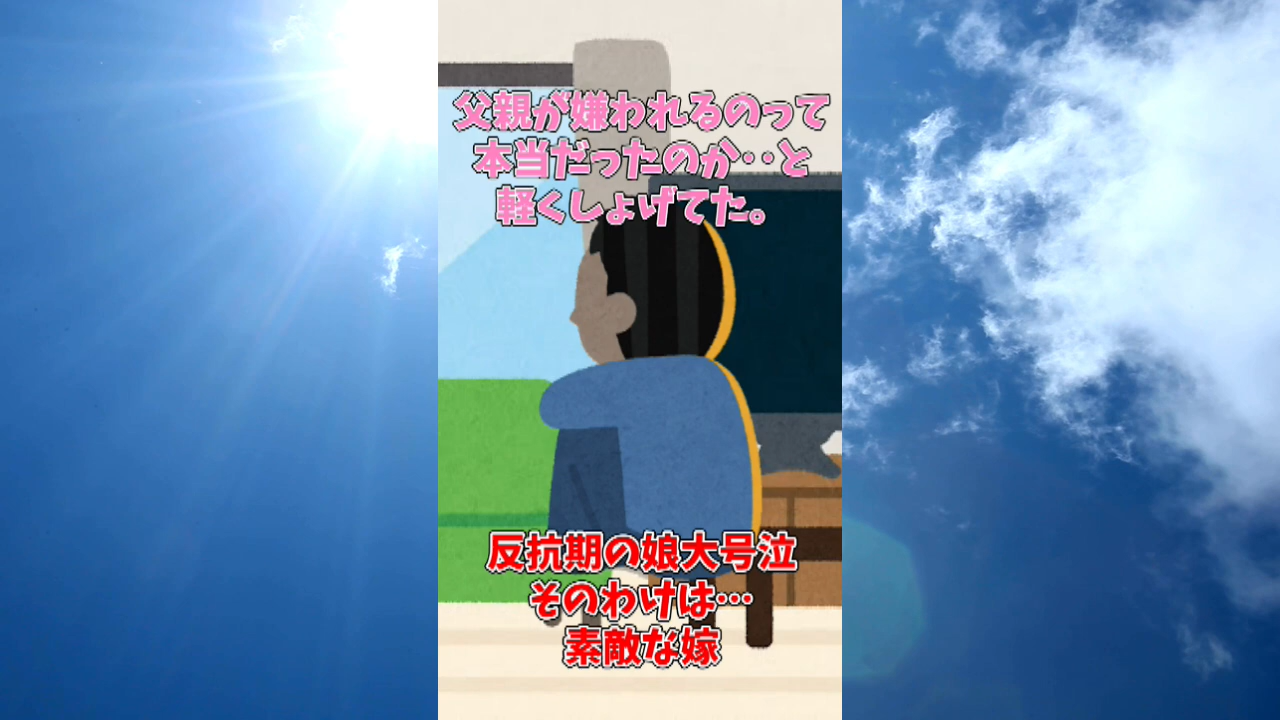 父親が嫌われるのって
本当だったのか‥と
軽くしょげてた。
反抗期の娘大号泣
そのわけは…
素敵な嫁